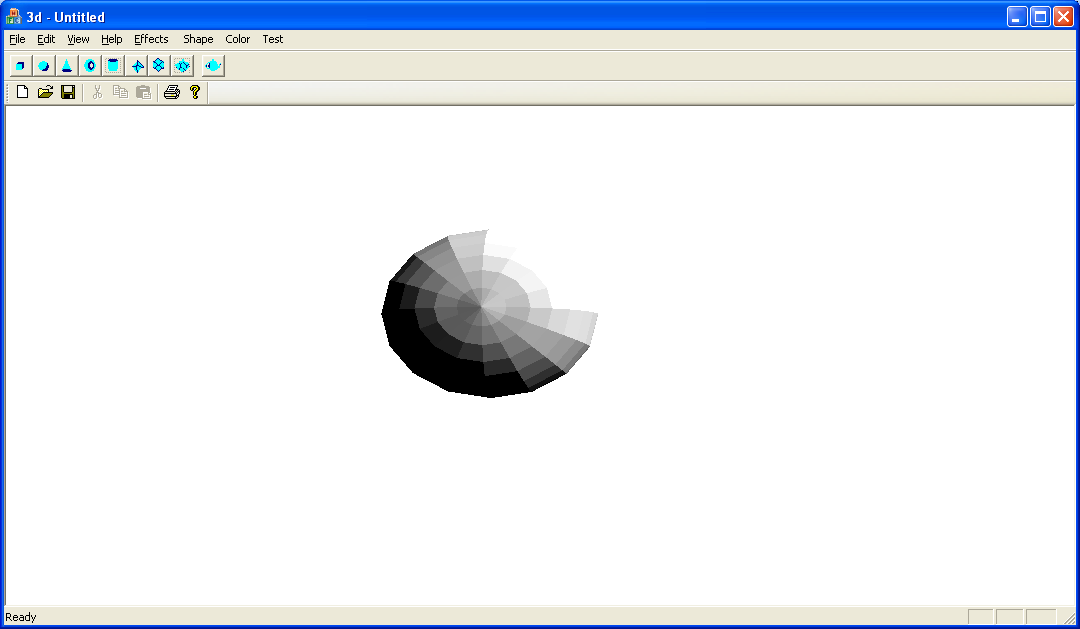 3d - Untitled
File Edit View Help Effects Shape Color Test
?
Ready